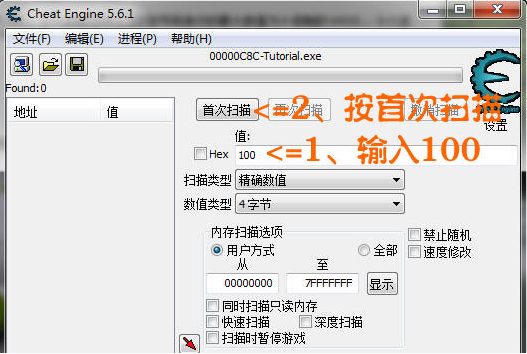 Cheat Engine 5.6.1
文件(F) 编辑(E) 进程(P) 帮助(H)
00000C8C-Tutorial.exe
Found:0
地址 值
首次扫描 再次扫描 撤销扫描
<=2、按首次扫描
设置
值:
Hex 100
<=1、输入100
扫描类型 精确数值
数值类型 4字节
内存扫描选项
用户方式 全部
从 至
00000000 7FFFFFFF 显示
同时扫描只读内存
快速扫描 深度扫描
扫描时暂停游戏
禁止随机
速度修改